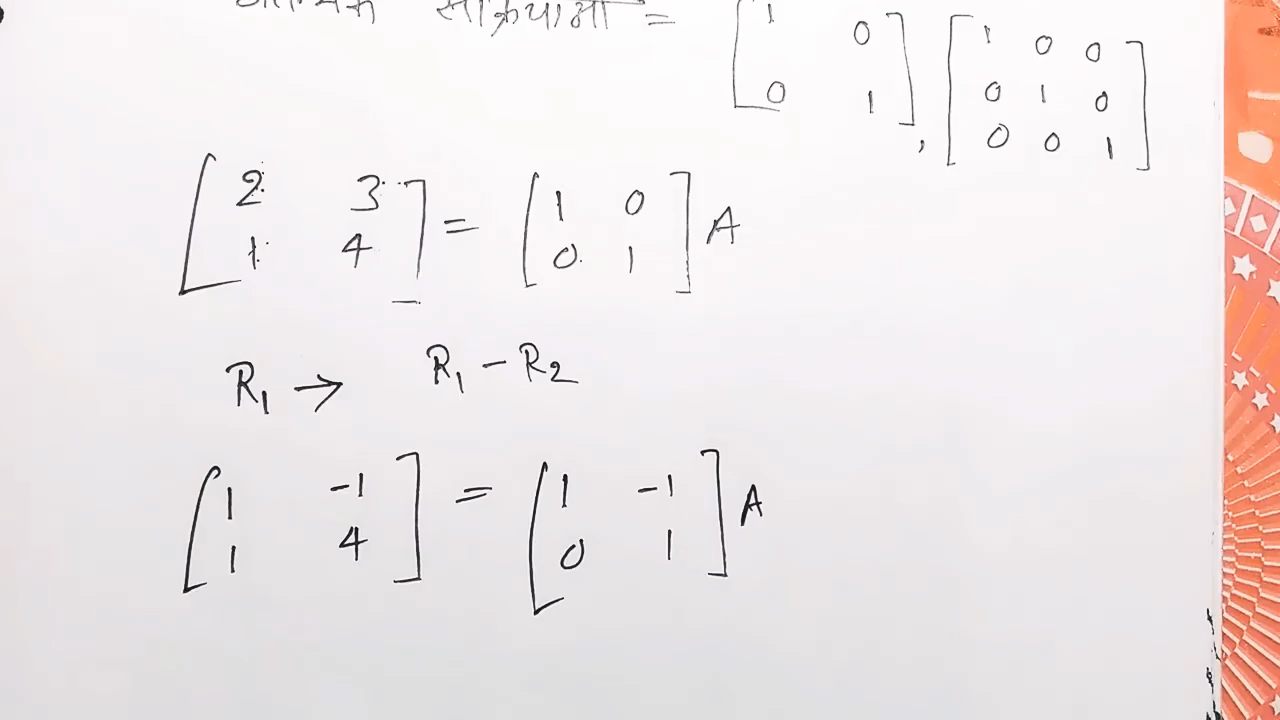 = [1 0 0 1], [1 0 0 0 1 0 0 0 1]
[2 3 1 4] = [1 0 0 1] A
R₁ → R₁ - R₂
[1 -1 1 4] = [1 -1 0 1] A